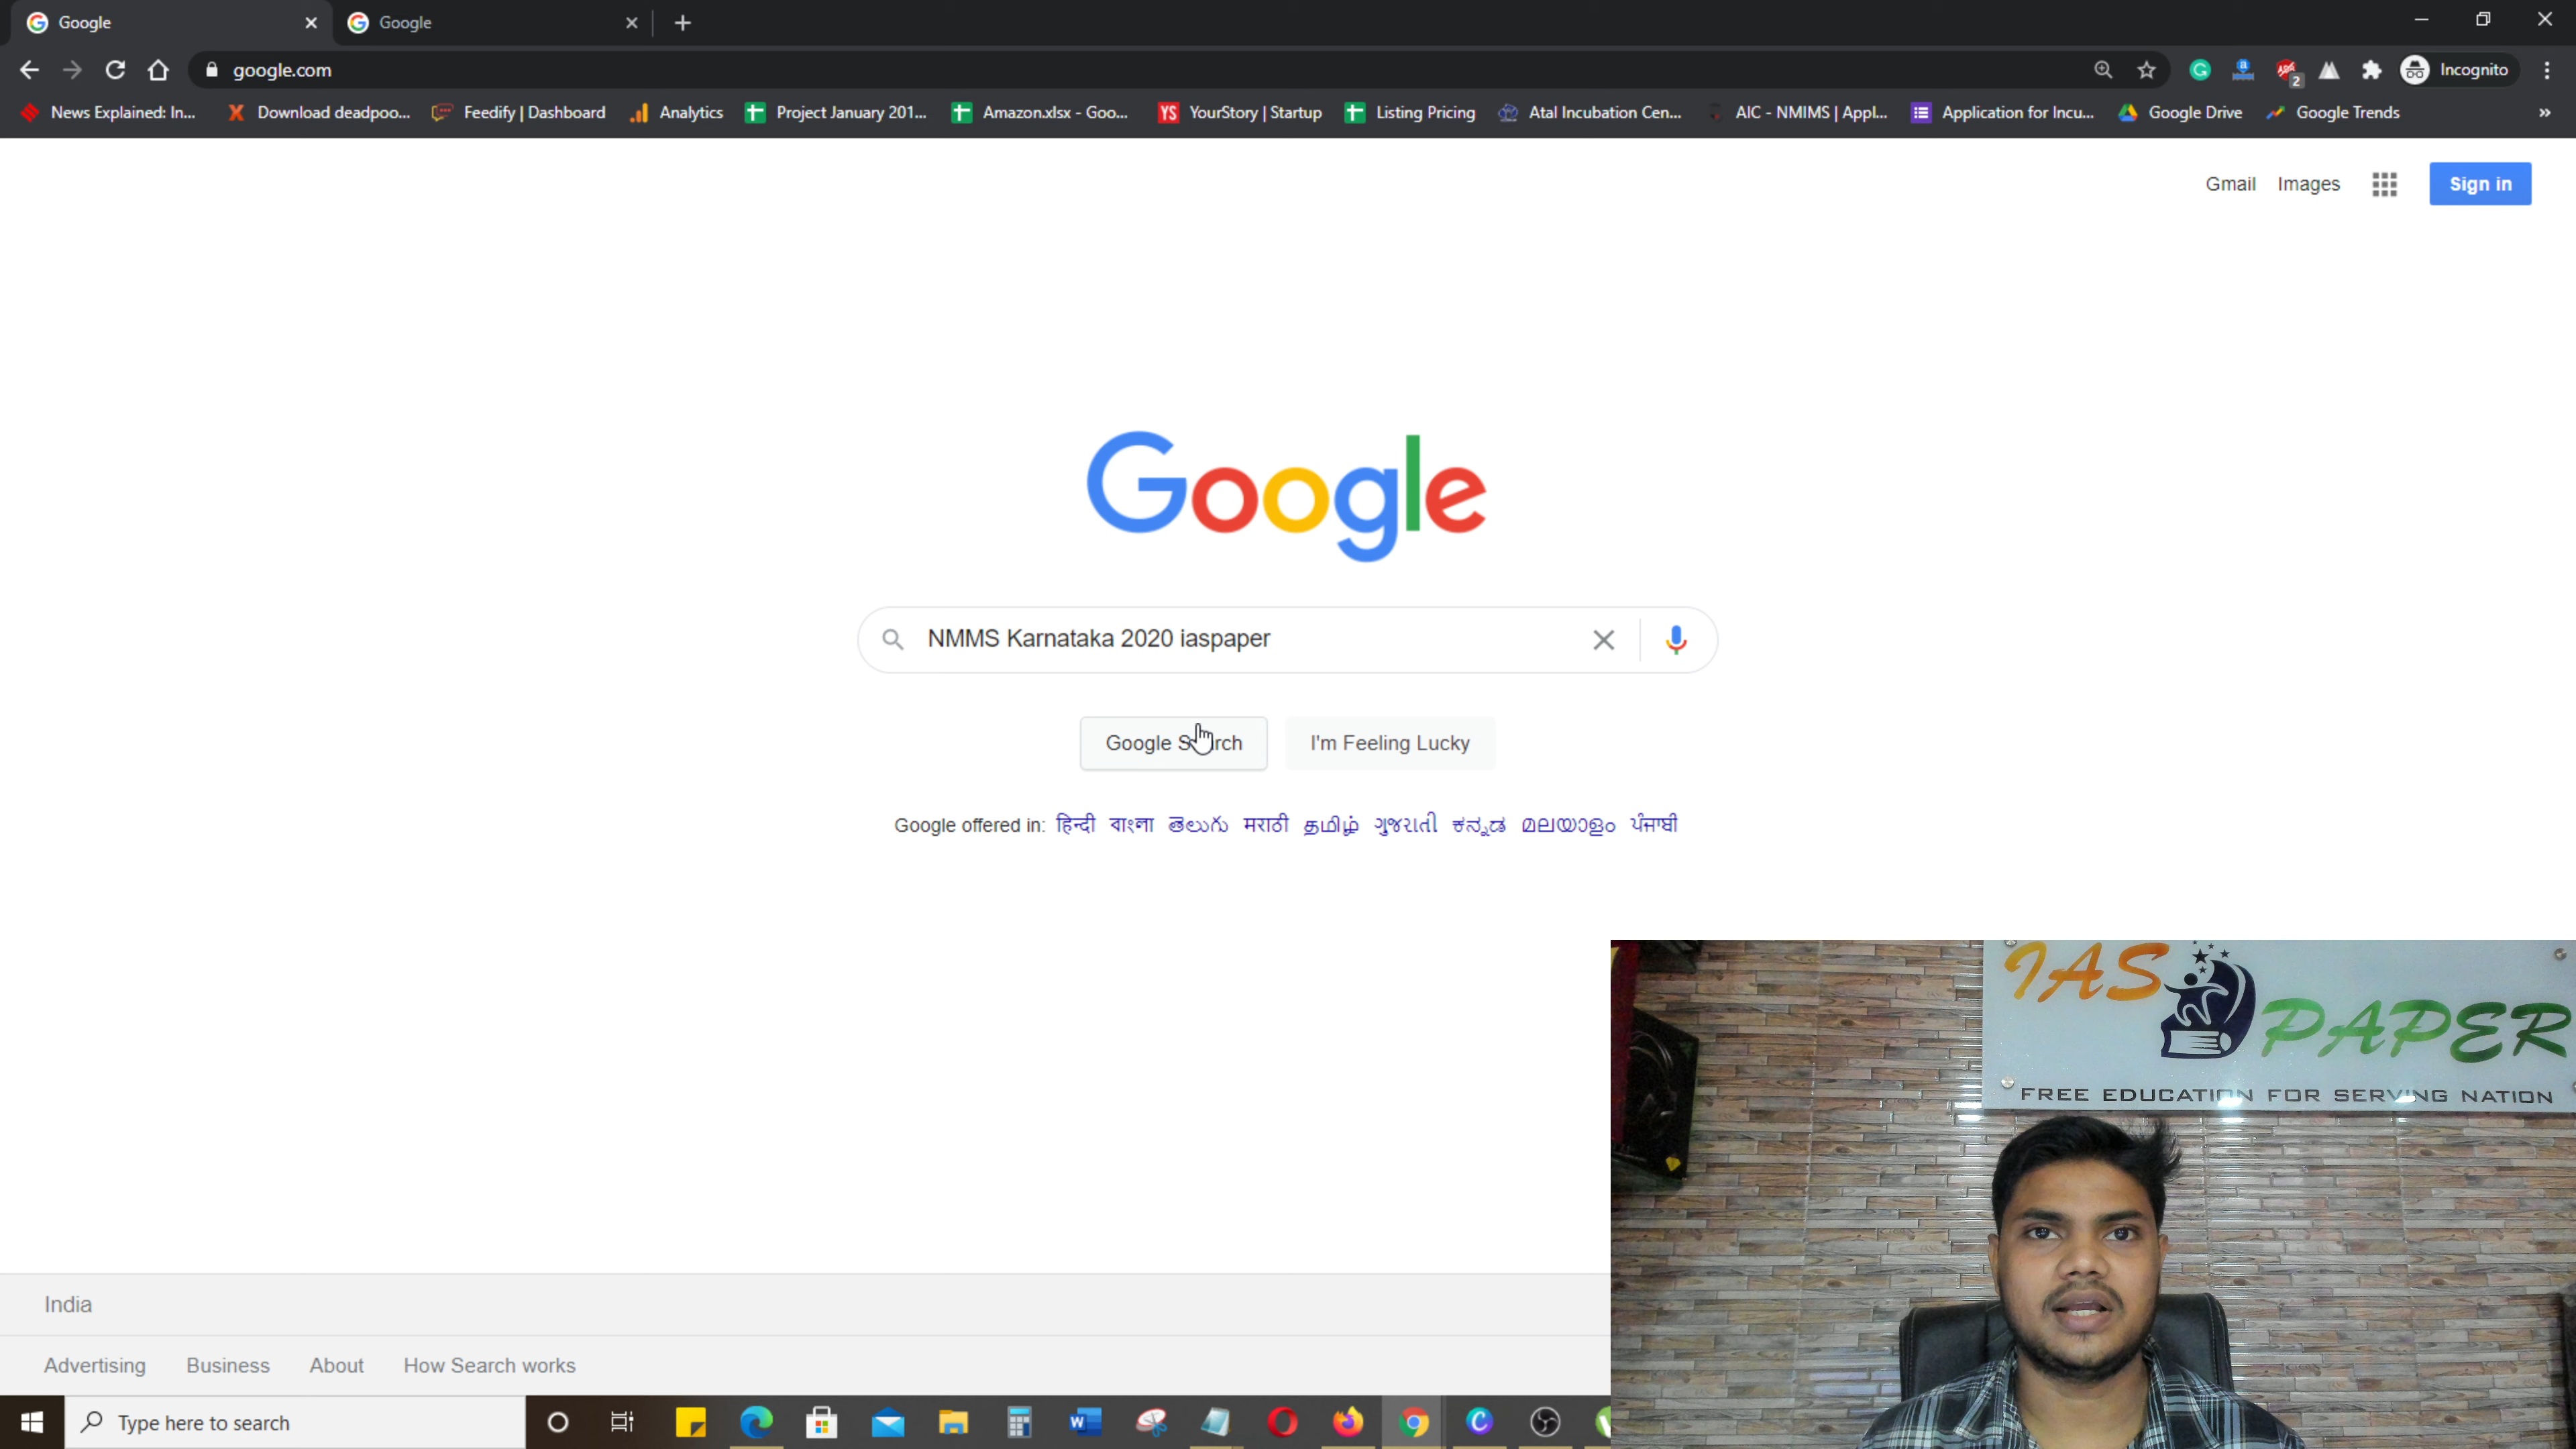 Google
Google
google.com
2
Incognito
News Explained: In...
Download deadpoo...
Feedify | Dashboard
Analytics
Project January 201...
Amazon.xlsx - Goo...
YS YourStory | Startup
Listing Pricing
Atal Incubation Cen...
AIC - NMIMS | Appl...
Application for Incu...
Google Drive
Google Trends
»
Gmail Images Sign in
Google
NMMS Karnataka 2020 iaspaper
Google Search I'm Feeling Lucky
Google offered in: हिन्दी বাংলা తెలుగు मराठी தமிழ் ગુજરાતી ಕನ್ನಡ മലയാളം ਪੰਜਾਬੀ
IAS PAPER
FREE EDUCATION FOR SERVING NATION
India
Advertising Business About How Search works
Type here to search